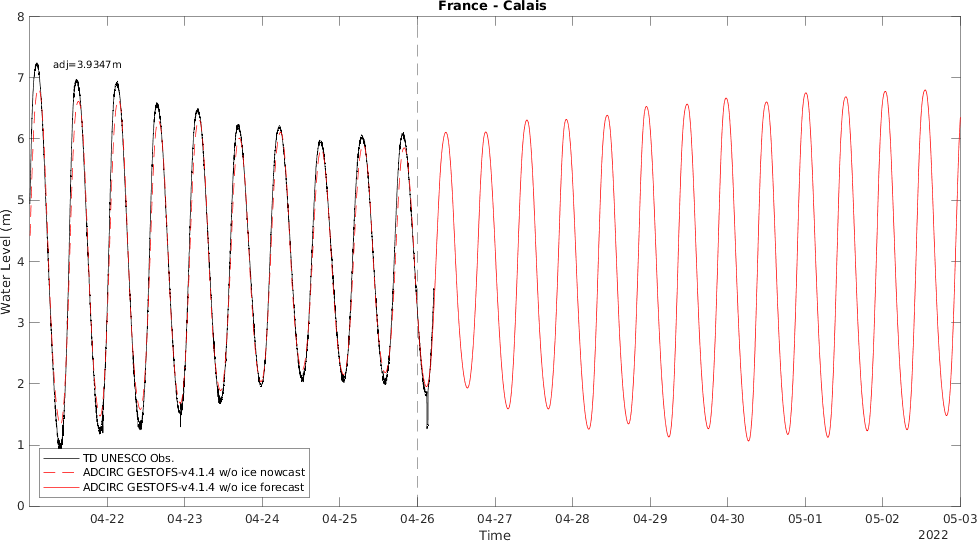 France - Calais
adj=3.9347m
8
7
6
5
4
3
2
1
0
Water Level (m)
TD UNESCO Obs.
ADCIRC GESTOFS-v4.1.4 w/o ice nowcast
ADCIRC GESTOFS-v4.1.4 w/o ice forecast
04-22 04-23 04-24 04-25 04-26 04-27 04-28 04-29 04-30 05-01 05-02 05-03
Time
2022